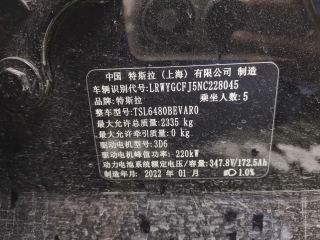 中国 特斯拉（上海）有限公司 制造
车辆识别代号: LRWYGCFJ5NC228045
品牌: 特斯拉 乘坐人数: 5
整车型号: TSL6480BEVAR0
最大允许总质量: 2335 kg
最大允许牵引质量: 0 kg
驱动电机型号: 3D6
驱动电机峰值功率: 220kW
动力电池系统额定电压/容量: 347.8V/172.5Ah
制造年月: 2022 年 01 月 1.0%